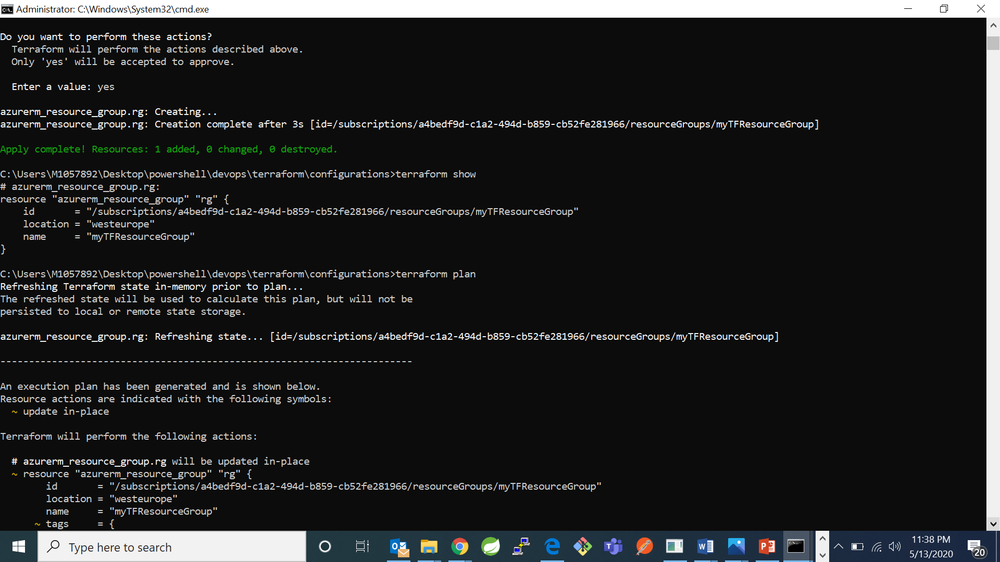 Administrator: C:\Windows\System32\cmd.exe
Do you want to perform these actions?
  Terraform will perform the actions described above.
  Only 'yes' will be accepted to approve.
  Enter a value: yes
azurerm_resource_group.rg: Creating...
azurerm_resource_group.rg: Creation complete after 3s [id=/subscriptions/a4bedf9d-c1a2-494d-b859-cb52fe281966/resourceGroups/myTFResourceGroup]
Apply complete! Resources: 1 added, 0 changed, 0 destroyed.
C:\Users\M1057892\Desktop\powershell\devops\terraform\configurations>terraform show
# azurerm_resource_group.rg:
resource "azurerm_resource_group" "rg" {
    id       = "/subscriptions/a4bedf9d-c1a2-494d-b859-cb52fe281966/resourceGroups/myTFResourceGroup"
    location = "westeurope"
    name     = "myTFResourceGroup"
}
C:\Users\M1057892\Desktop\powershell\devops\terraform\configurations>terraform plan
Refreshing Terraform state in-memory prior to plan...
The refreshed state will be used to calculate this plan, but will not be
persisted to local or remote state storage.
azurerm_resource_group.rg: Refreshing state... [id=/subscriptions/a4bedf9d-c1a2-494d-b859-cb52fe281966/resourceGroups/myTFResourceGroup]
------------------------------------------------------------------------
An execution plan has been generated and is shown below.
Resource actions are indicated with the following symbols:
  ~ update in-place
Terraform will perform the following actions:
  # azurerm_resource_group.rg will be updated in-place
  ~ resource "azurerm_resource_group" "rg" {
        id       = "/subscriptions/a4bedf9d-c1a2-494d-b859-cb52fe281966/resourceGroups/myTFResourceGroup"
        location = "westeurope"
        name     = "myTFResourceGroup"
      ~ tags     = {
Type here to search
11:38 PM
5/13/2020
20